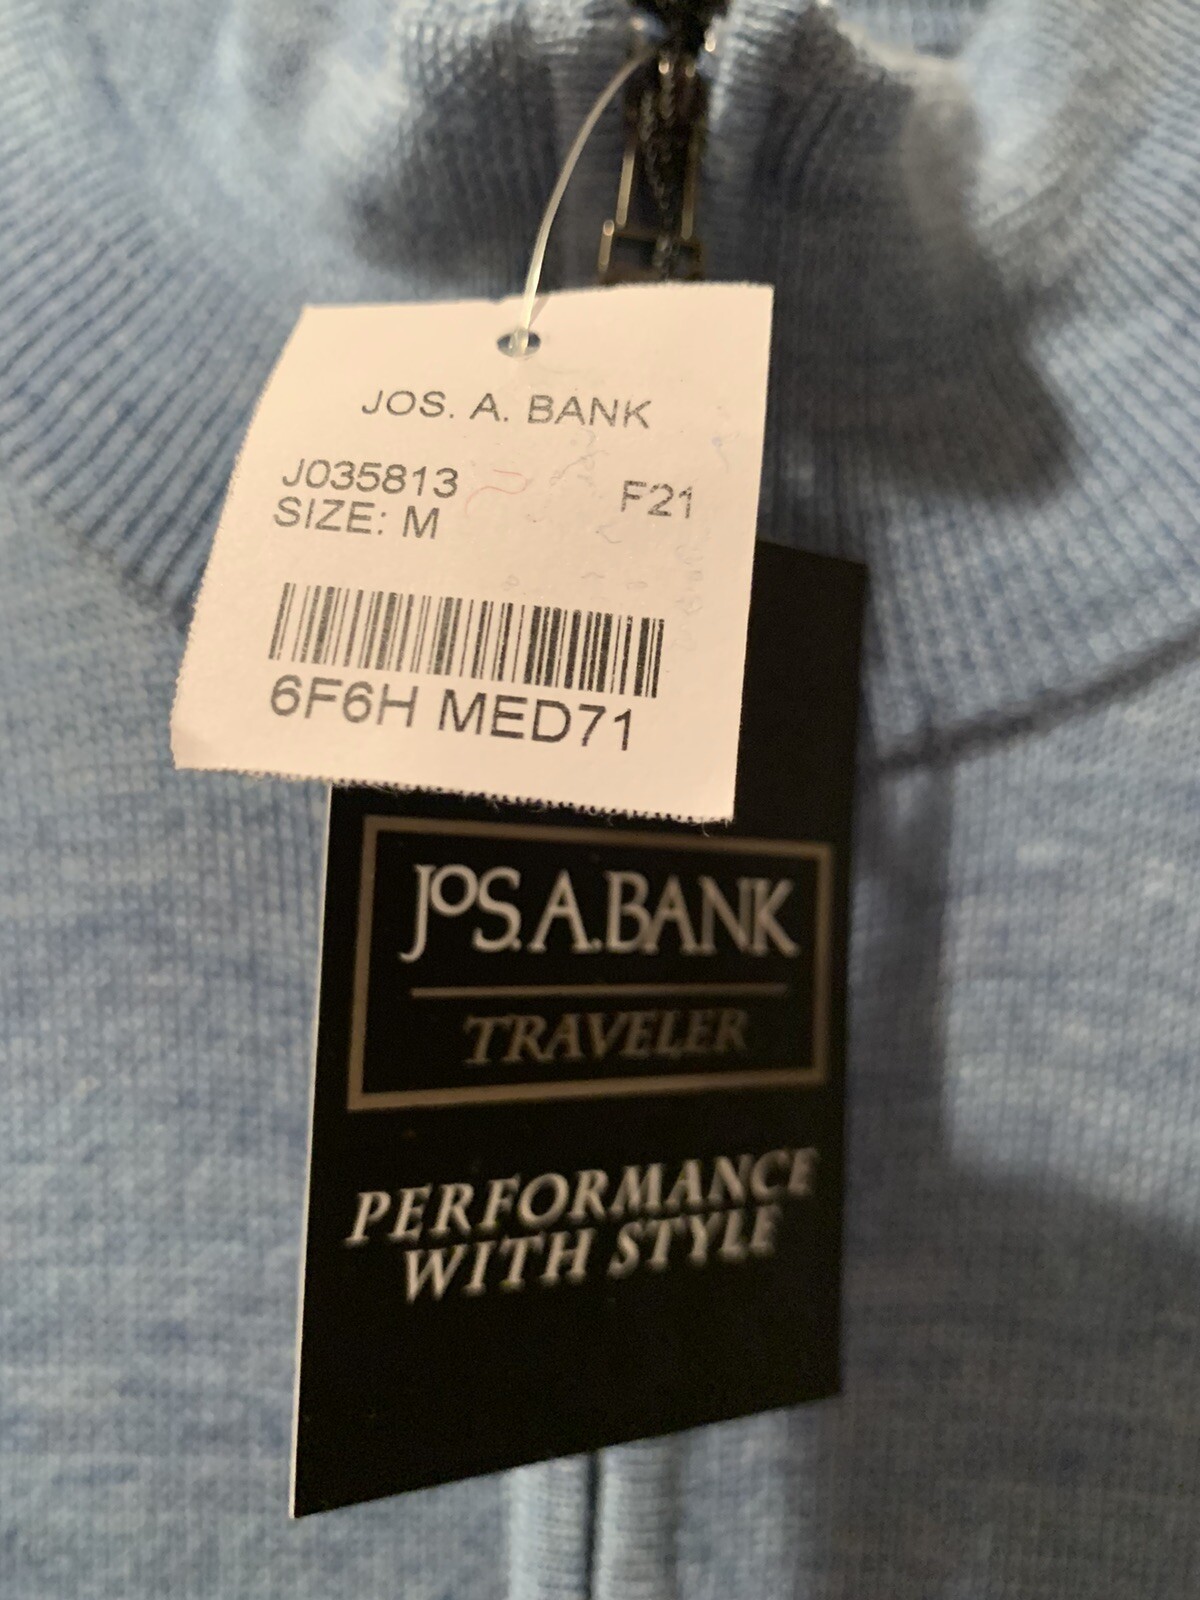 JOS. A. BANK
J035813 F21
SIZE: M
6F6H MED71
JOS. A. BANK
TRAVELER
PERFORMANCE
WITH STYLE